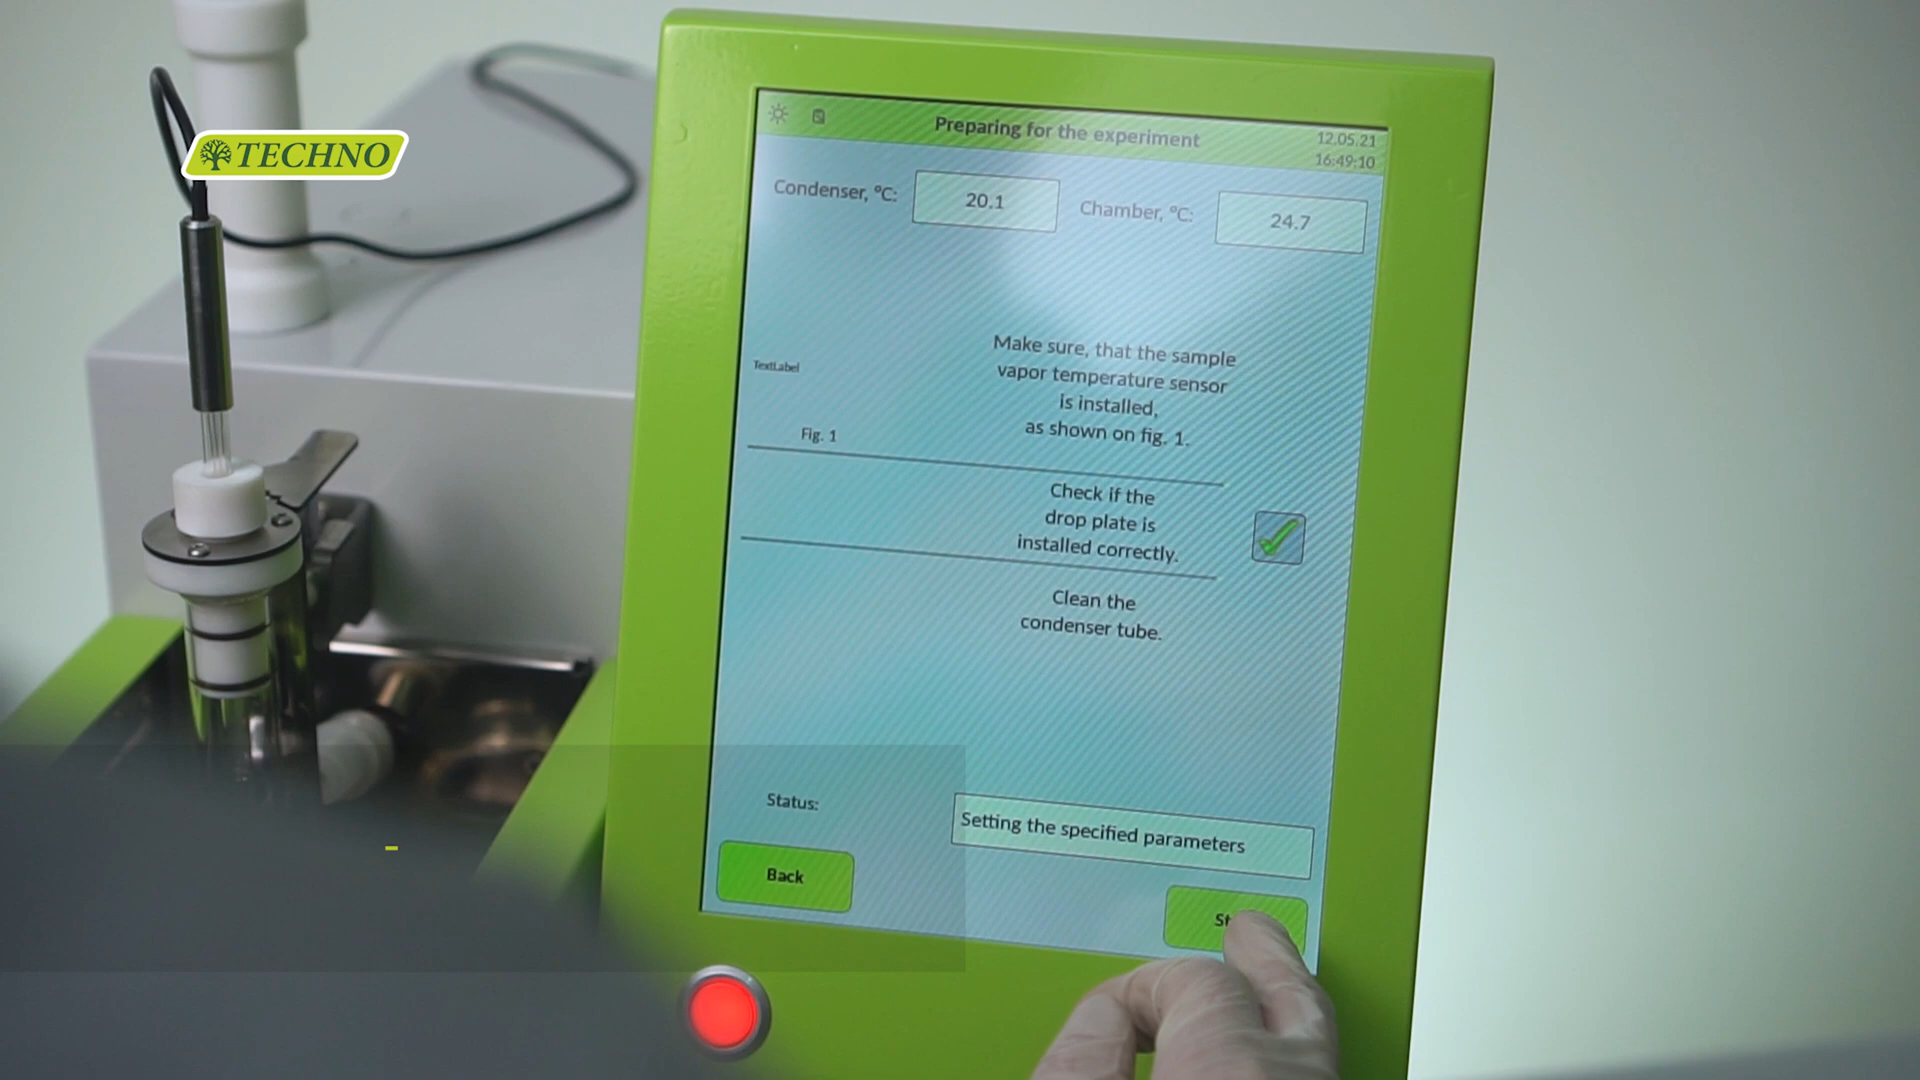 TECHNO
Preparing for the experiment
12.05.21
16:49:10
Condenser, °C:
20.1
Chamber, °C:
24.7
TextLabel
Fig. 1
Make sure, that the sample
vapor temperature sensor
is installed,
as shown on fig. 1.
Check if the
drop plate is
installed correctly.
Clean the
condenser tube.
Status:
Setting the specified parameters
Back